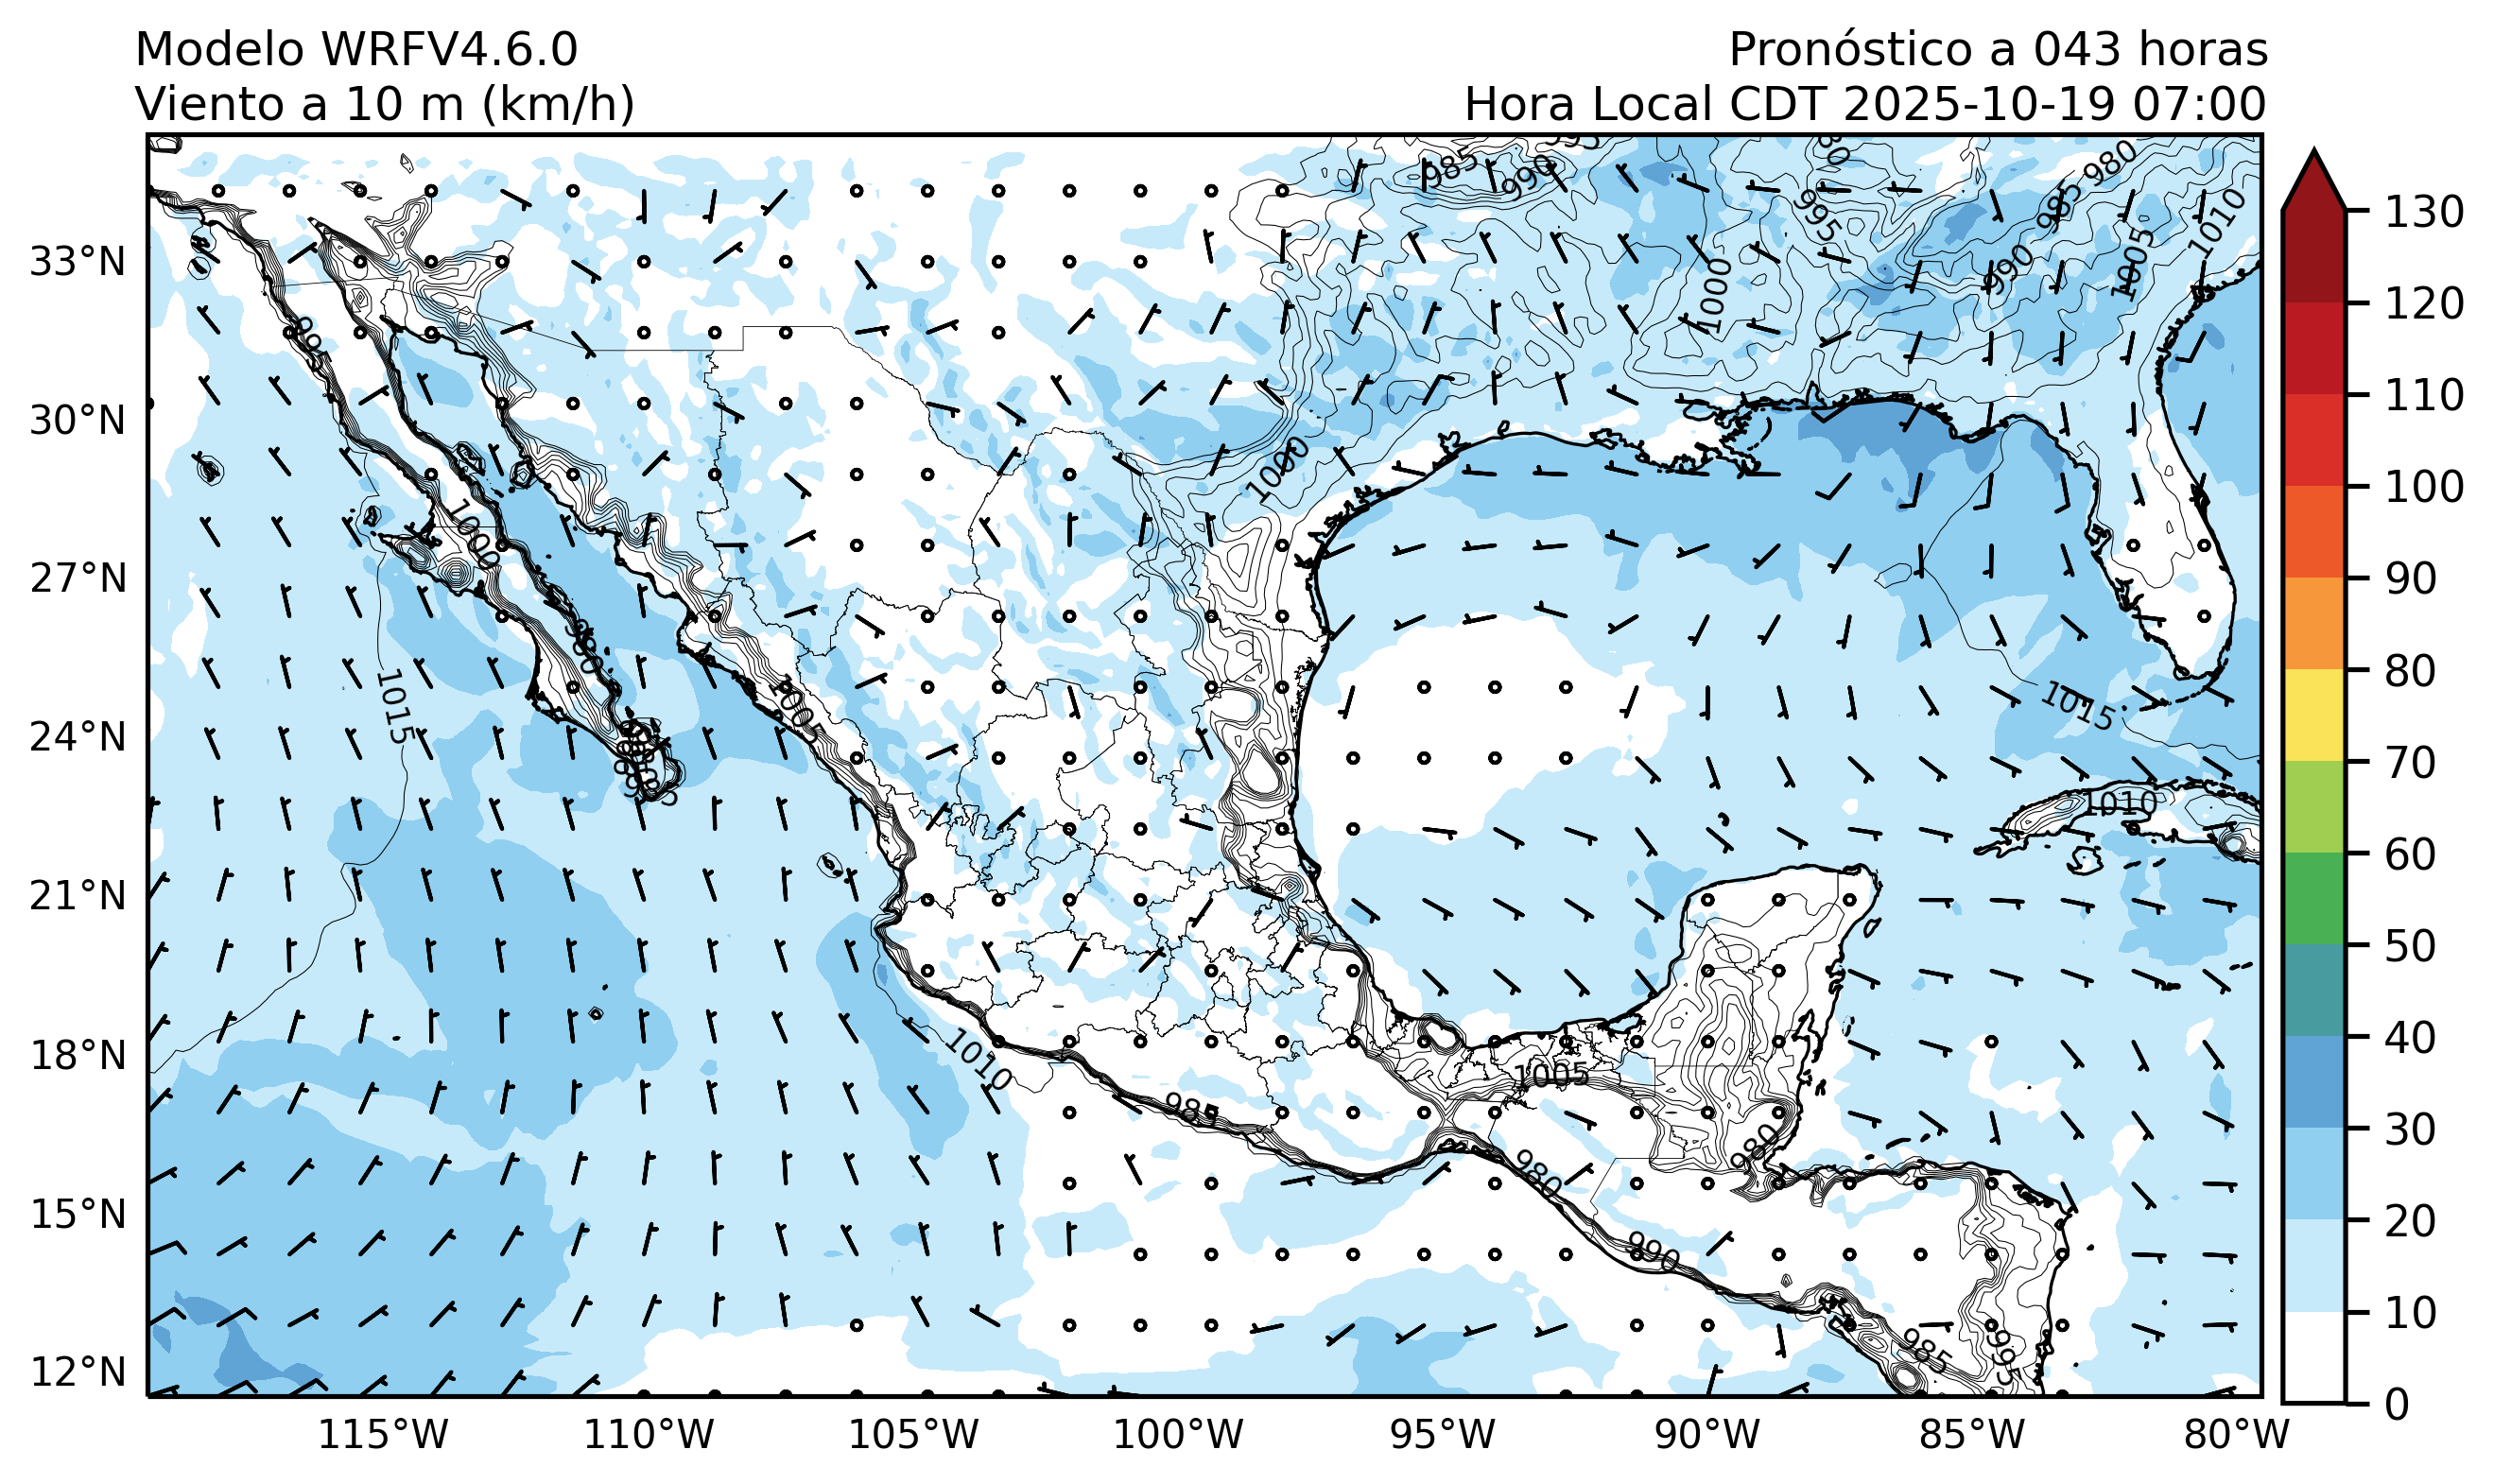 Modelo WRFV4.6.0
Pronóstico a 043 horas
Viento a 10 m (km/h)
Hora Local CDT 2025-10-19 07:00
985
990
980
985
980
995
990
1005
1010
1000
33°N
30°N
27°N
24°N
21°N
18°N
15°N
12°N
995
1000
1000
980
1015
1005
1015
1010
1010
985
1005
980
980
990
985
995
115°W
110°W
105°W
100°W
95°W
90°W
85°W
80°W
130
120
110
100
90
80
70
60
50
40
30
20
10
0